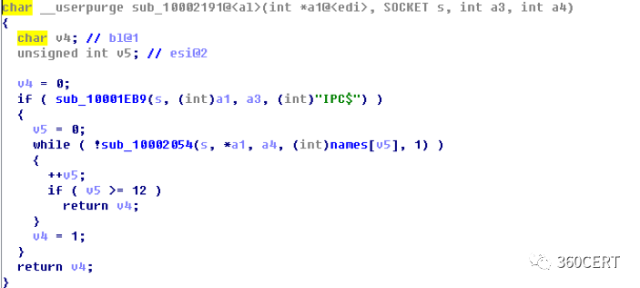 char __userpurge sub_10002191@<al>(int *a1@<edi>, SOCKET s, int a3, int a4)
{
  char v4; // bl@1
  unsigned int v5; // esi@2

  v4 = 0;
  if ( sub_10001EB9(s, (int)a1, a3, (int)"IPC$") )
  {
    v5 = 0;
    while ( !sub_10002054(s, *a1, a4, (int)names[v5], 1) )
    {
      ++v5;
      if ( v5 >= 12 )
        return v4;
    }
    v4 = 1;
  }
  return v4;
}
360CERT